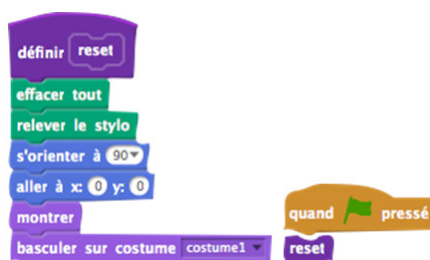 définir reset
effacer tout
relever le stylo
s'orienter à 90
aller à x: 0 y: 0
montrer
basculer sur costume costume1
quand pressé
reset